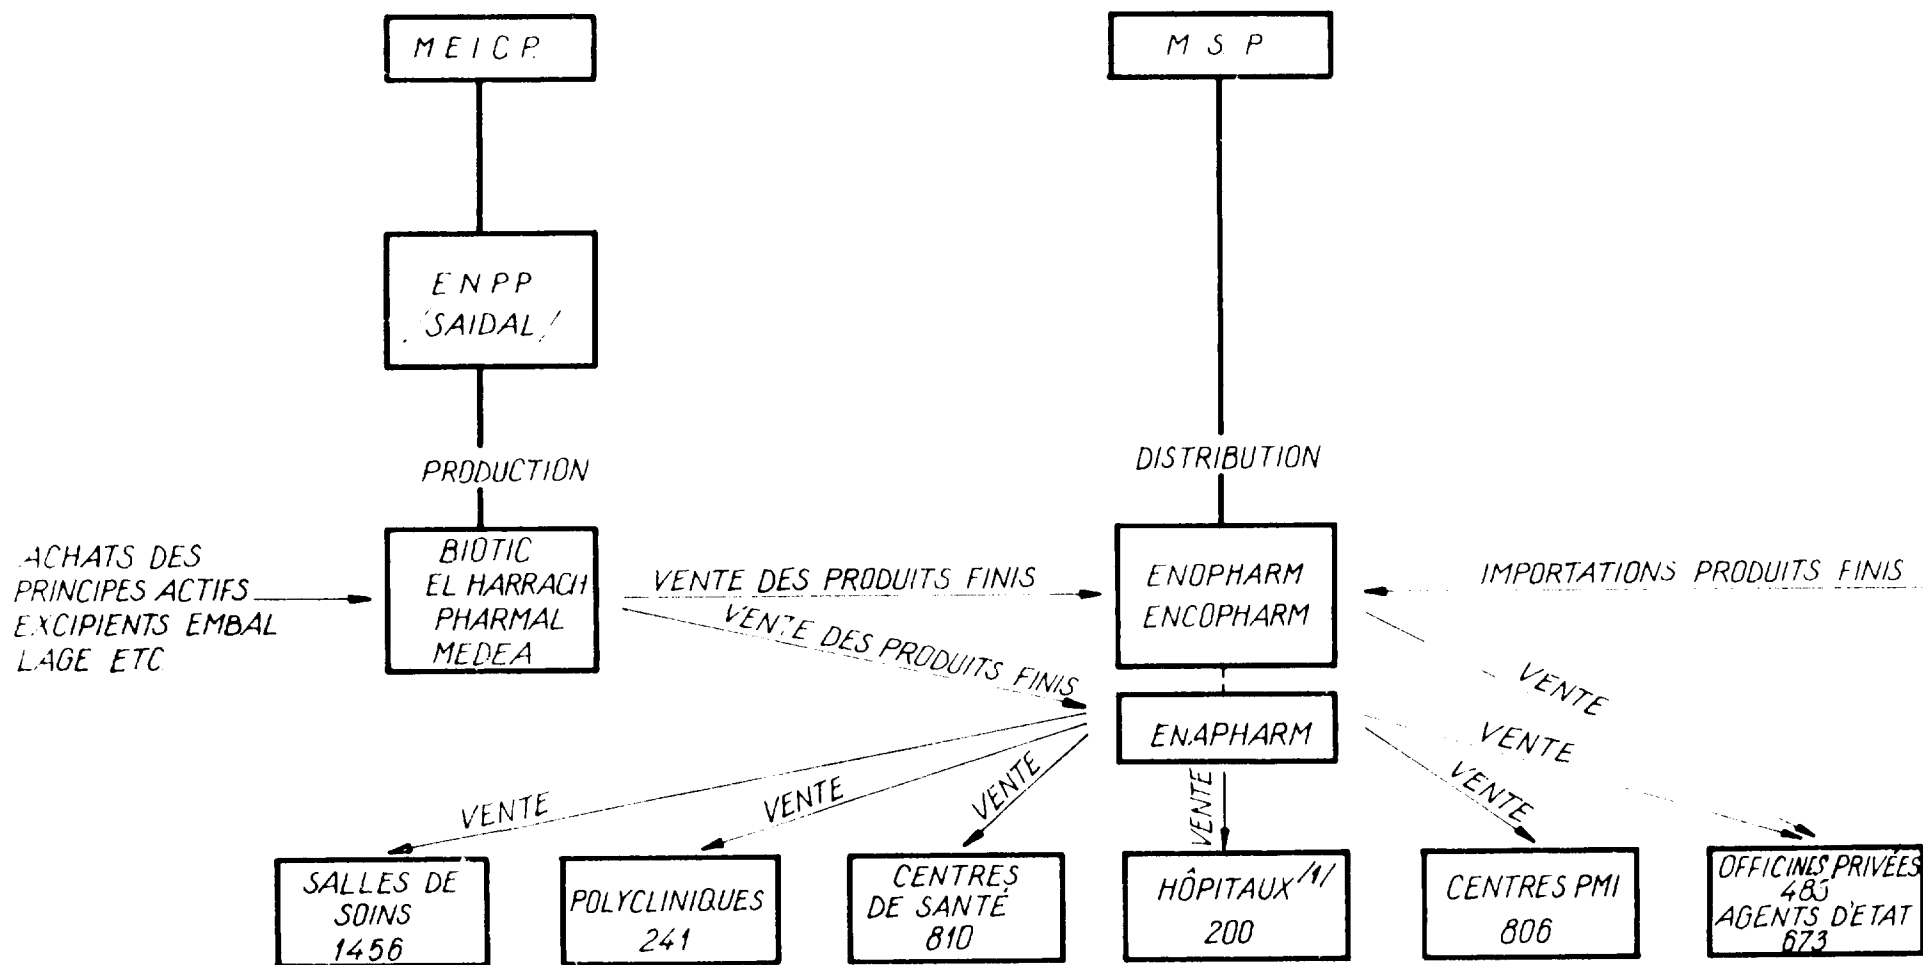 MEICP.
MSP
ENPP
/SAIDAL/
PRODUCTION
DISTRIBUTION
ACHATS DES
PRINCIPES ACTIFS
EXCIPIENTS EMBAL
LAGE ETC
BIOTIC
EL HARRACH
PHARMAL
MEDEA
VENTE DES PRODUITS FINIS
VENTE DES PRODUITS FINIS
ENOPHARM
ENCOPHARM
IMPORTATIONS PRODUITS FINIS
ENAPHARM
VENTE
VENTE
VENTE
VENTE
VENTE
VENTE
VENTE
SALLES DE
SOINS
1456
POLYCLINIQUES
241
CENTRES
DE SANTÉ
810
HÔPITAUX /1/
200
CENTRES PMI
806
OFFICINES PRIVÉES
AGENTS D'ETAT
673